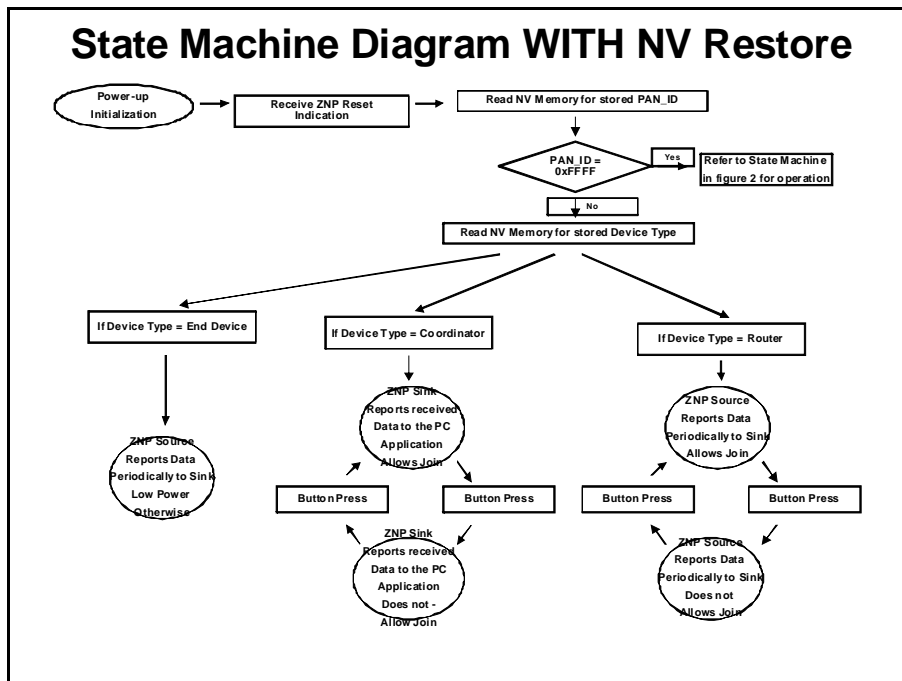 State Machine Diagram WITH NV Restore
Power-up
Initialization
Receive ZNP Reset
Indication
Read NV Memory for stored PAN_ID
PAN_ID =
0xFFFF
Yes
Refer to State Machine
in figure 2 for operation
No
Read NV Memory for stored Device Type
If Device Type = End Device
If Device Type = Coordinator
If Device Type = Router
ZNP Source
Reports Data
Periodically to Sink
Low Power
Otherwise
ZNP Sink
Reports received
Data to the PC
Application
Allows Join
Button Press
Button Press
ZNP Sink
Reports received
Data to the PC
Application
Does not -
Allow Join
ZNP Source
Reports Data
Periodically to Sink
Allows Join
Button Press
Button Press
ZNP Source
Reports Data
Periodically to Sink
Does not
Allows Join